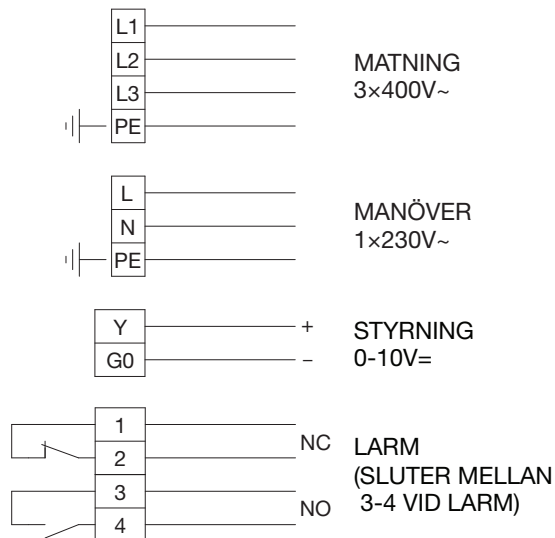 L1
L2
L3
PE
MATNING
3×400V~
L
N
PE
MANÖVER
1×230V~
Y
+
G0
–
STYRNING
0-10V=
1
2
NC
3
4
NO
LARM
(SLUTER MELLAN
3-4 VID LARM)